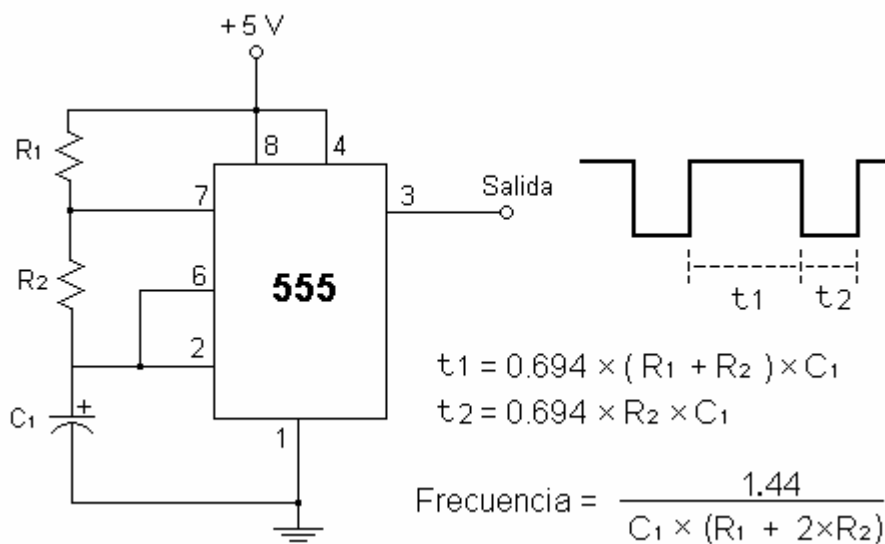 +5 V
R1
8 4
7
3
Salida
R2
6
555
2
C1
+
1
t1 t2
t1 = 0.694 × ( R1 + R2 ) × C1
t2 = 0.694 × R2 × C1
Frecuencia = 1.44
C1 × (R1 + 2×R2)